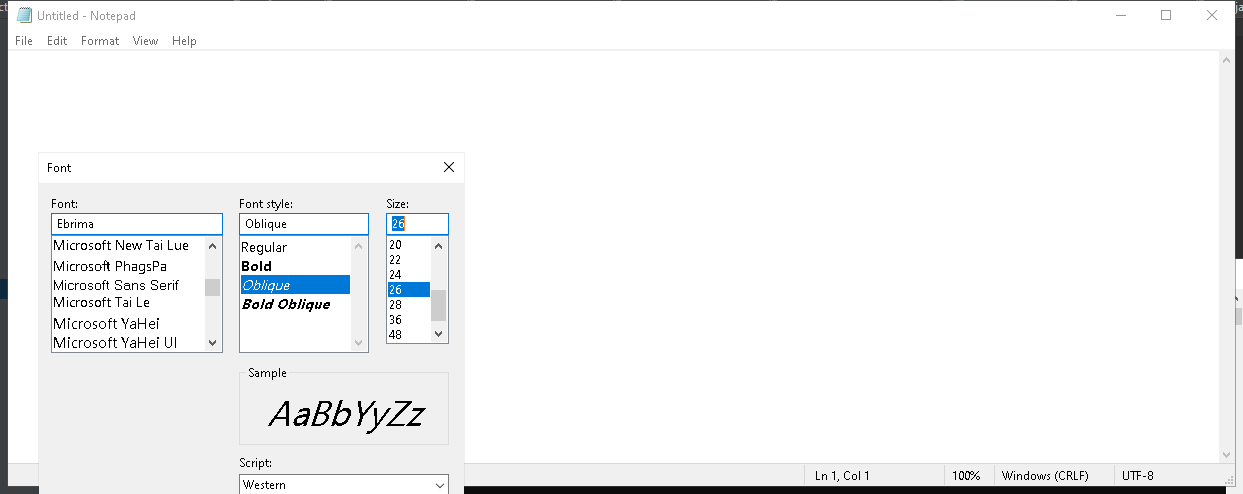 Untitled - Notepad
File Edit Format View Help
Font
Font: Font style: Size:
Ebrima Oblique 26
Microsoft New Tai Lue
Microsoft PhagsPa
Microsoft Sans Serif
Microsoft Tai Le
Microsoft YaHei
Microsoft YaHei UI
Regular
Bold
Oblique
Bold Oblique
20
22
24
26
28
36
48
Sample
AaBbYyZz
Script:
Western
Ln 1, Col 1 100% Windows (CRLF) UTF-8